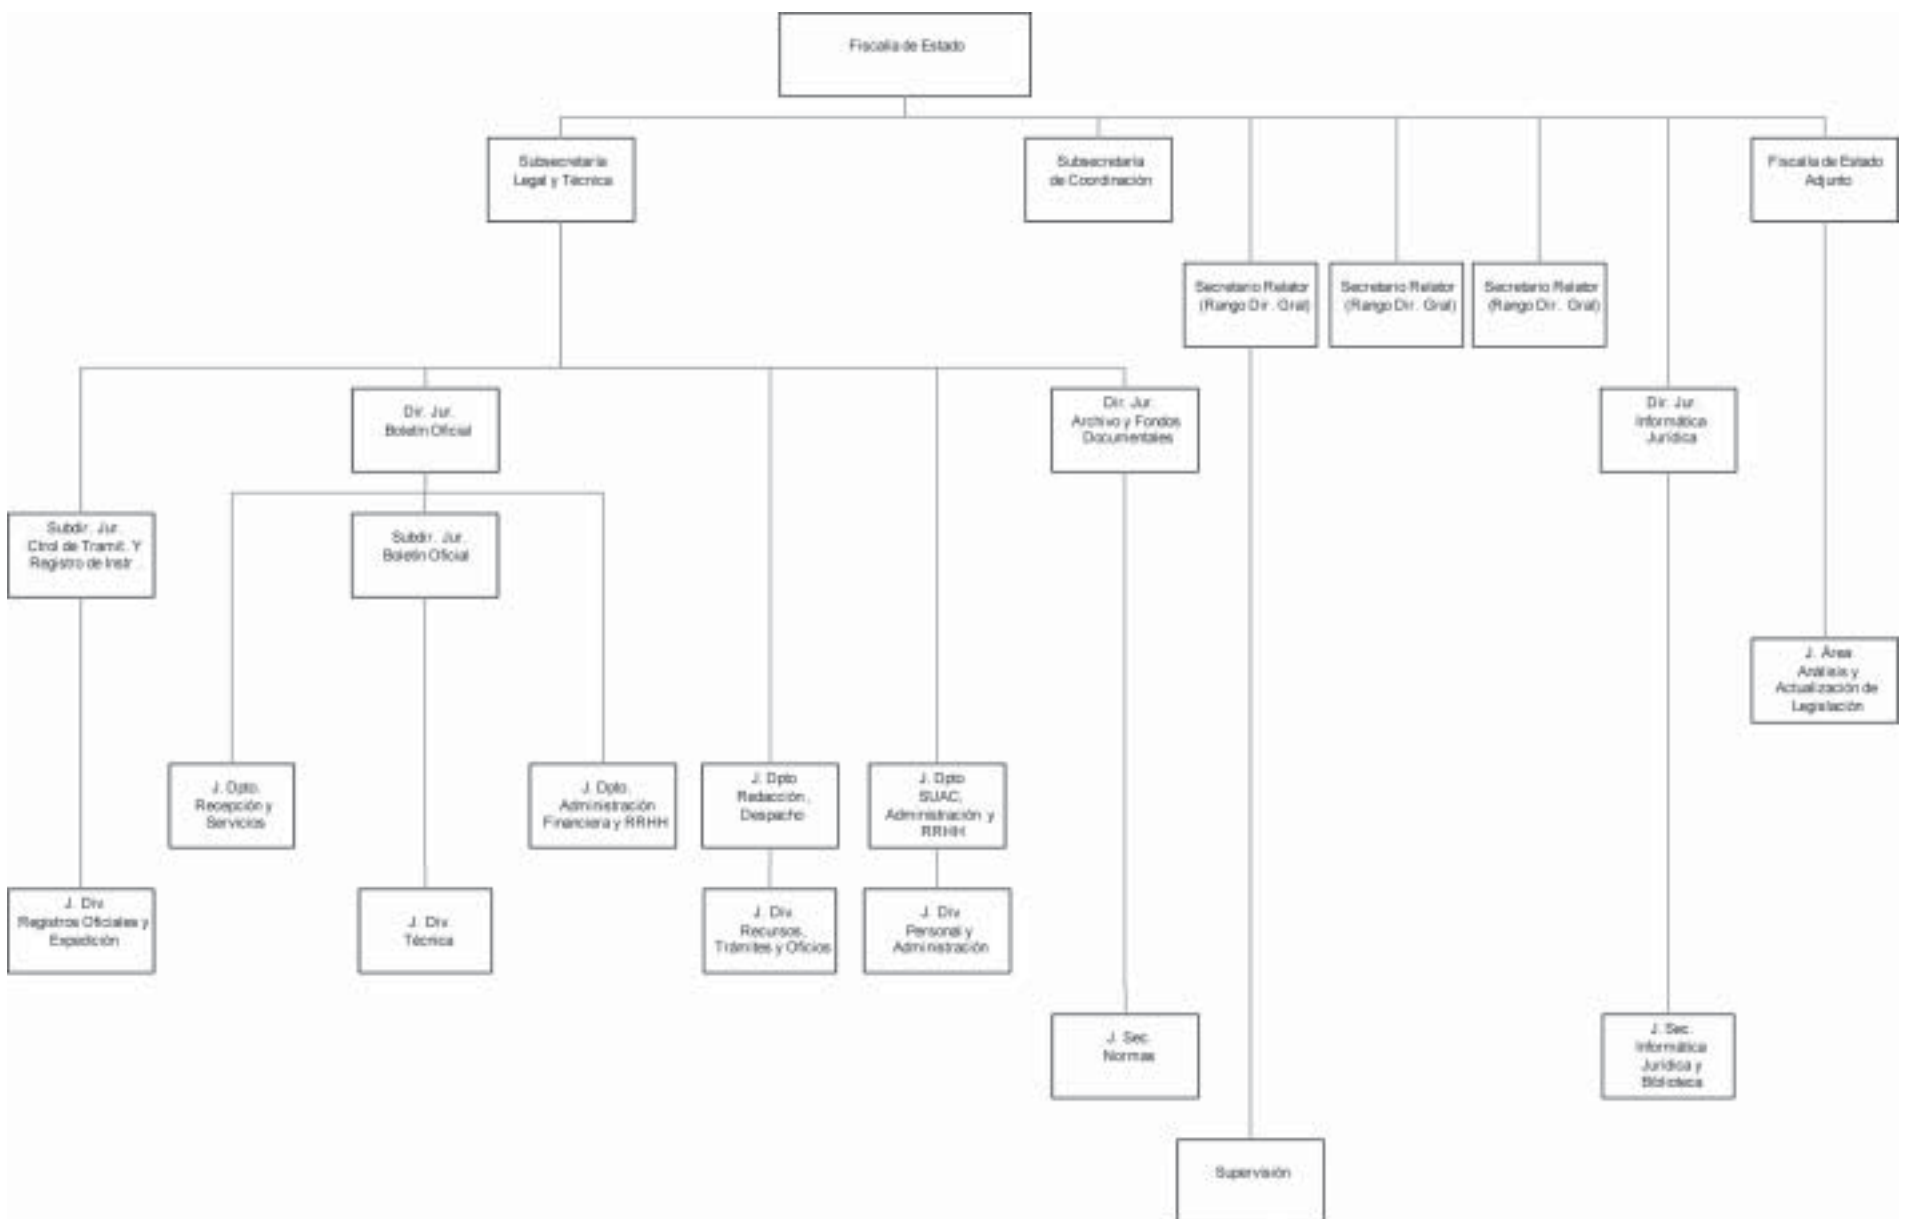 Fiscalía de Estado
Subsecretaría
Legal y Técnica
Subsecretaría
de Coordinación
Fiscalía de Estado
Adjunto
Secretario Relator
(Rango Dir. Gral)
Secretario Relator
(Rango Dir. Gral)
Secretario Relator
(Rango Dir. Gral)
Dir. Jur.
Boletín Oficial
Dir. Jur.
Archivo y Fondos
Documentales
Dir. Jur.
Informática
Jurídica
Subdir. Jur.
Ctrol de Tramit. Y
Registro de Instr.
Subdir. Jur.
Boletín Oficial
J. Área
Análisis y
Actualización de
Legislación
J. Dpto.
Recepción y
Servicios
J. Dpto.
Administración
Financiera y RRHH
J. Dpto
Redacción,
Despacho
J. Dpto
SUAC,
Administración y
RRHH
J. Div.
Registros Oficiales y
Expedición
J. Div.
Técnica
J. Div.
Recursos,
Trámites y Oficios
J. Div.
Personal y
Administración
J. Sec.
Normas
J. Sec.
Informática
Jurídica y
Biblioteca
Supervisión